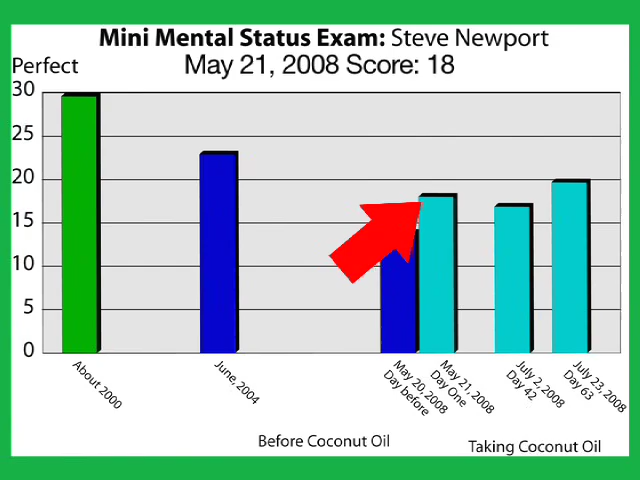 Mini Mental Status Exam: Steve Newport
May 21, 2008 Score: 18
Perfect
30
25
20
15
10
5
0
About 2000
June, 2004
May 20, 2008
Day before
May 21, 2008
Day One
July 2, 2008
Day 42
July 23, 2008
Day 63
Before Coconut Oil
Taking Coconut Oil